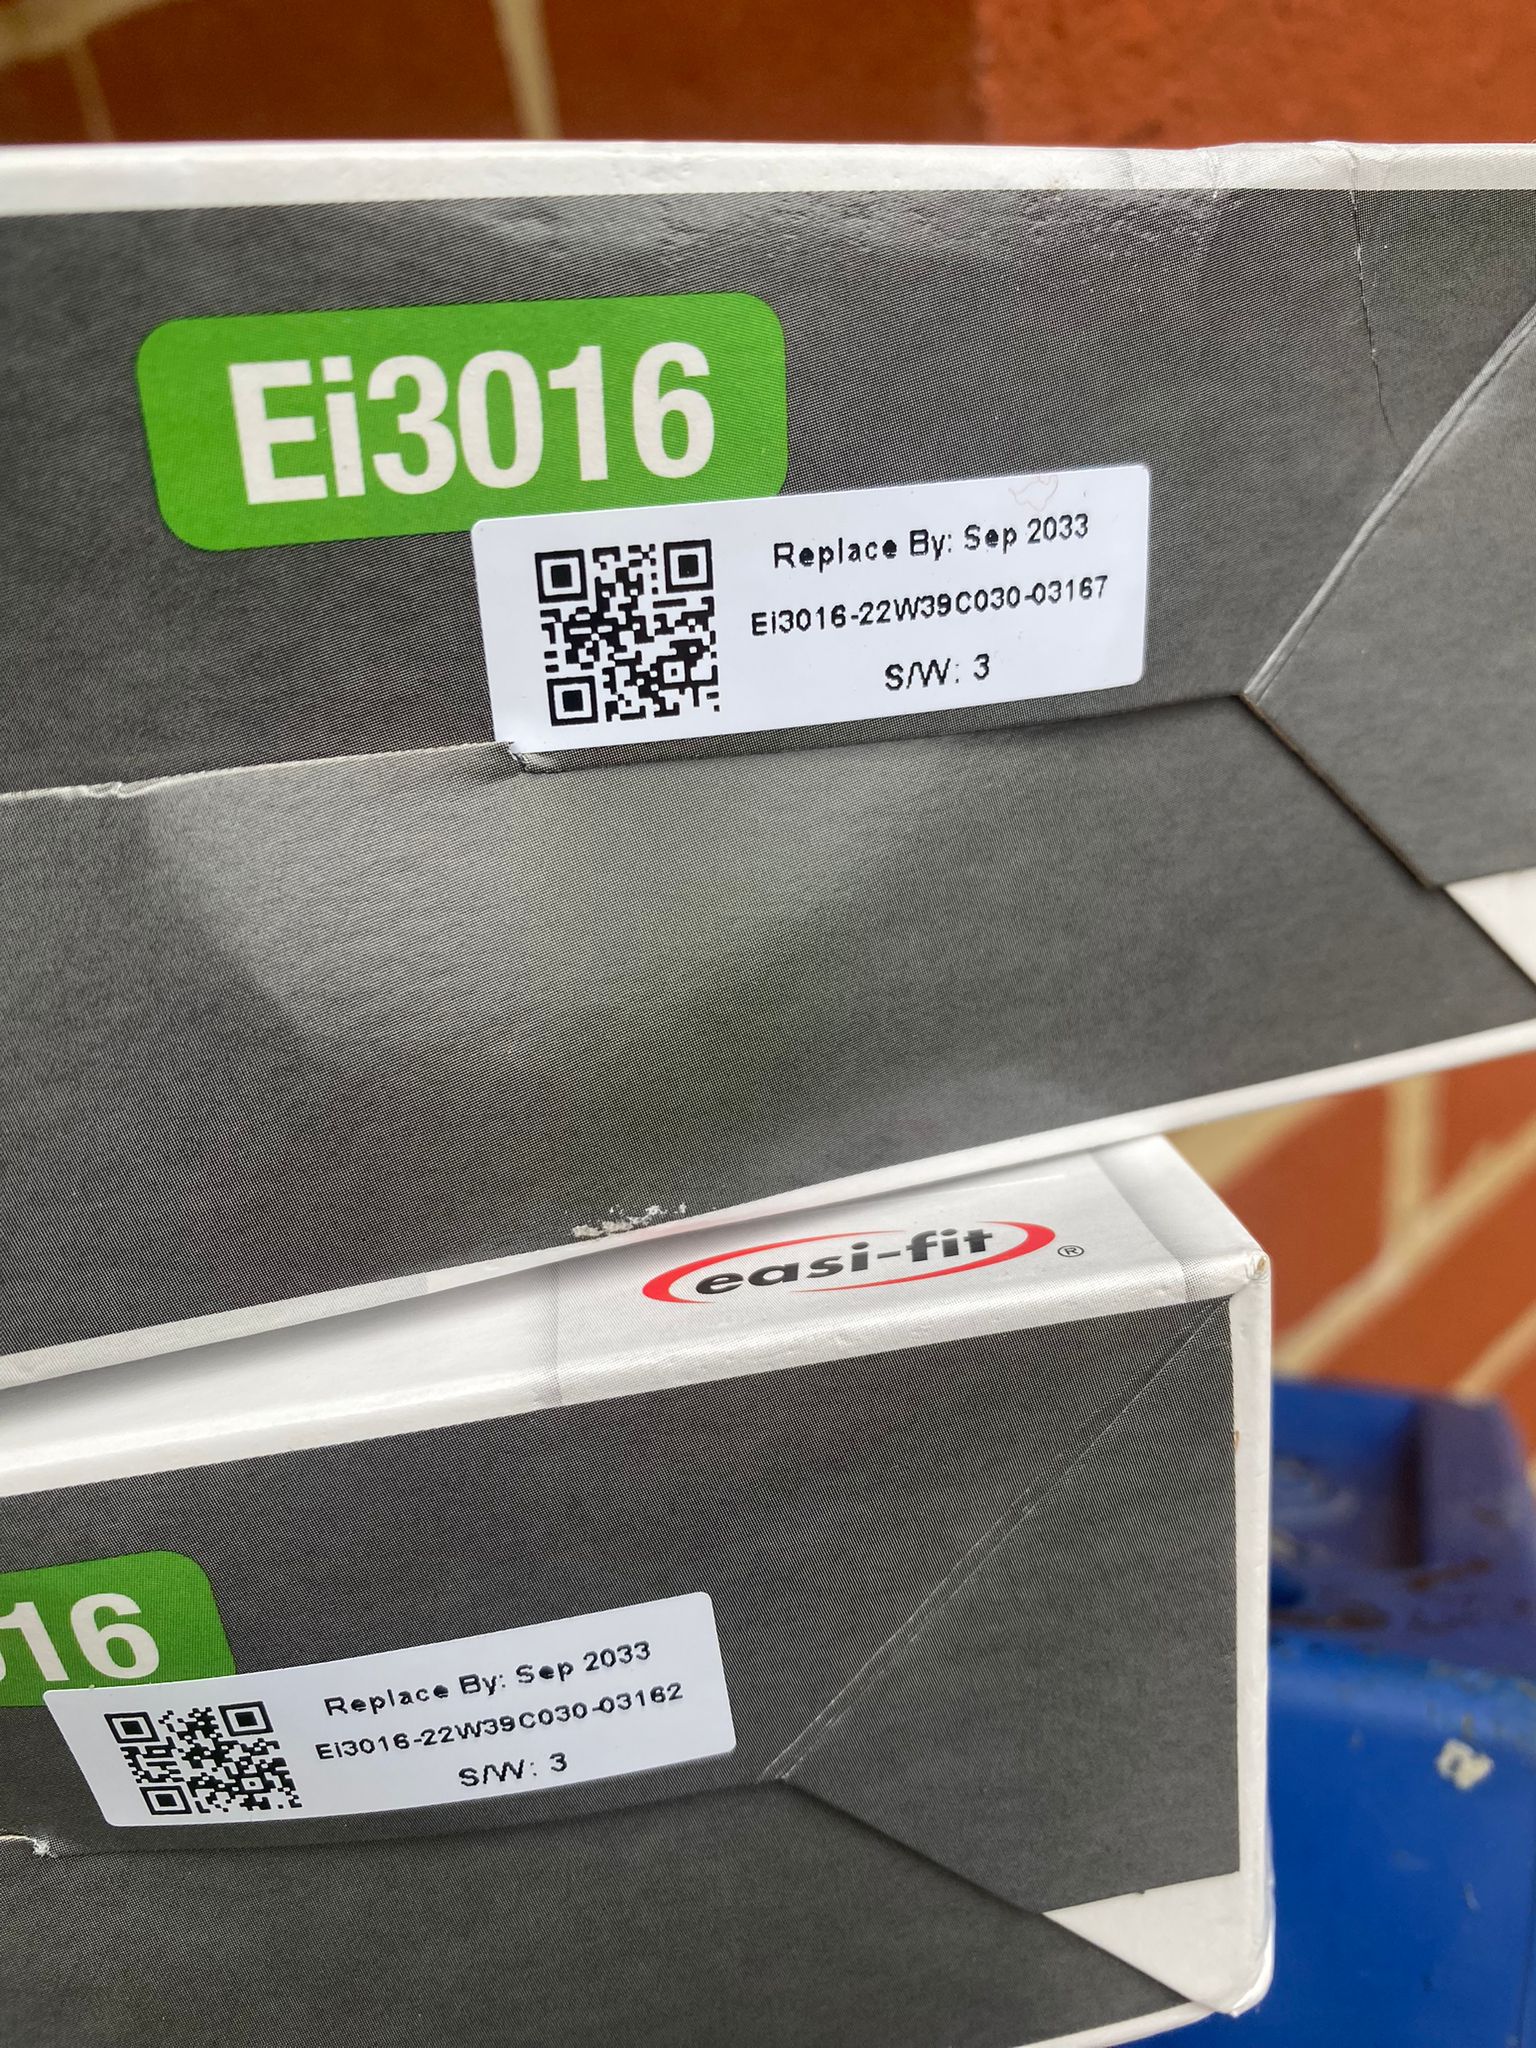 Ei3016
Replace By: Sep 2033
Ei3016-22W39C030-03167
S/W: 3
easi-fit®
016
Replace By: Sep 2033
Ei3016-22W39C030-03162
S/W: 3